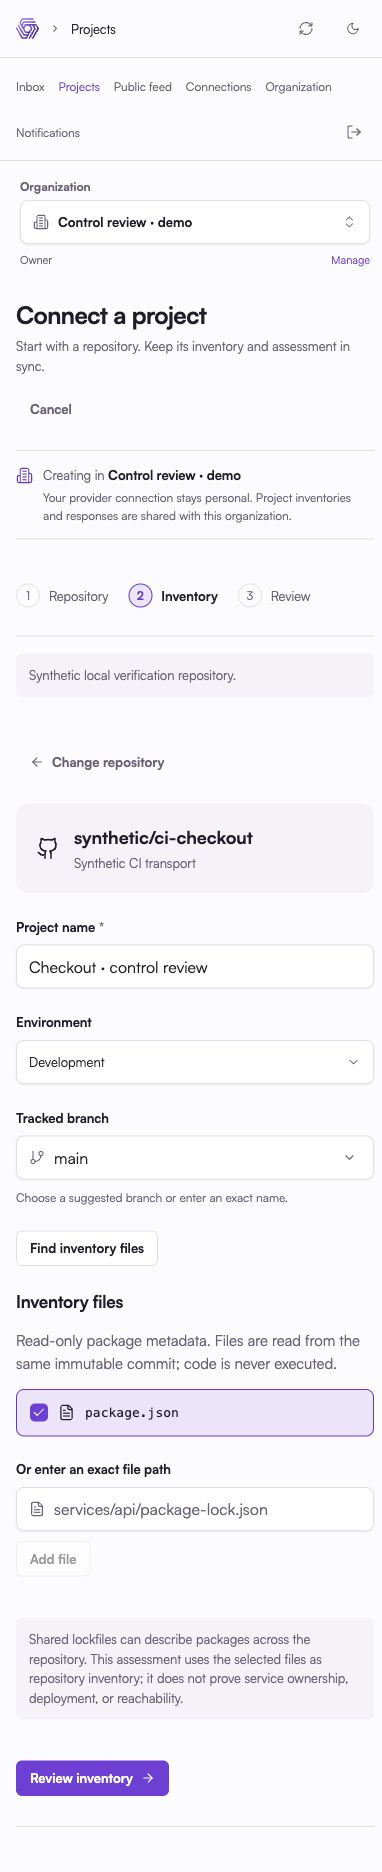 Projects
Inbox Projects Public feed Connections Organization
Notifications
Organization
Control review · demo
Owner Manage
Connect a project
Start with a repository. Keep its inventory and assessment in
sync.
Cancel
Creating in Control review · demo
Your provider connection stays personal. Project inventories
and responses are shared with this organization.
1 Repository 2 Inventory 3 Review
Synthetic local verification repository.
Change repository
synthetic/ci-checkout
Synthetic CI transport
Project name *
Checkout · control review
Environment
Development
Tracked branch
main
Choose a suggested branch or enter an exact name.
Find inventory files
Inventory files
Read-only package metadata. Files are read from the
same immutable commit; code is never executed.
package.json
Or enter an exact file path
services/api/package-lock.json
Add file
Shared lockfiles can describe packages across the
repository. This assessment uses the selected files as
repository inventory; it does not prove service ownership,
deployment, or reachability.
Review inventory